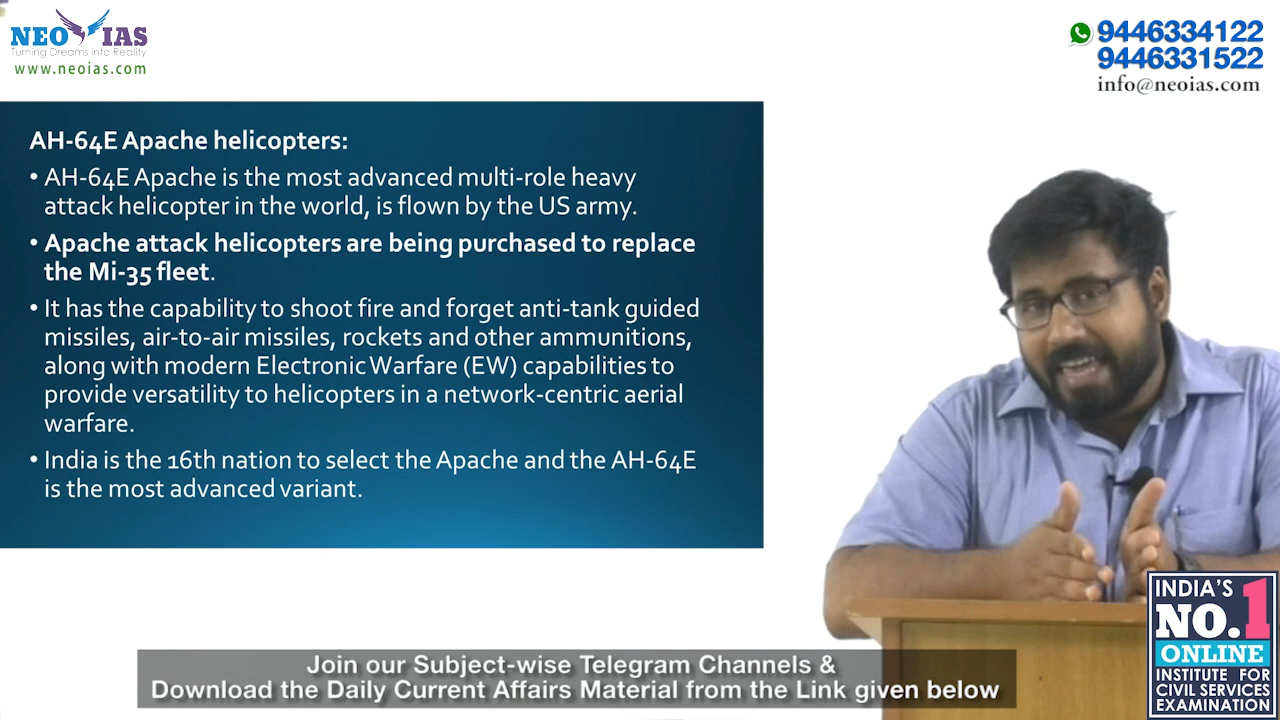 NEO IAS
Turning Dreams into Reality
www.neoias.com
9446334122
9446331522
info@neoias.com
AH-64E Apache helicopters:
• AH-64E Apache is the most advanced multi-role heavy
attack helicopter in the world, is flown by the US army.
• Apache attack helicopters are being purchased to replace
the Mi-35 fleet.
• It has the capability to shoot fire and forget anti-tank guided
missiles, air-to-air missiles, rockets and other ammunitions,
along with modern Electronic Warfare (EW) capabilities to
provide versatility to helicopters in a network-centric aerial
warfare.
• India is the 16th nation to select the Apache and the AH-64E
is the most advanced variant.
INDIA'S
NO.1
ONLINE
INSTITUTE FOR
CIVIL SERVICES
EXAMINATION
Join our Subject-wise Telegram Channels &
Download the Daily Current Affairs Material from the Link given below